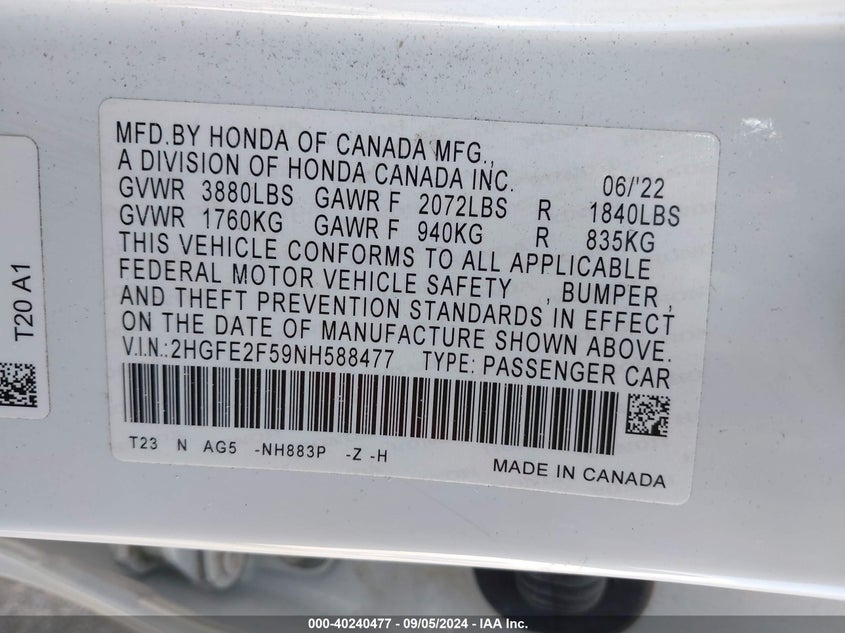 MFD.BY HONDA OF CANADA MFG.,
A DIVISION OF HONDA CANADA INC. 06/'22
GVWR 3880LBS GAWR F 2072LBS R 1840LBS
GVWR 1760KG GAWR F 940KG R 835KG
THIS VEHICLE CONFORMS TO ALL APPLICABLE
FEDERAL MOTOR VEHICLE SAFETY , BUMPER ,
AND THEFT PREVENTION STANDARDS IN EFFECT
ON THE DATE OF MANUFACTURE SHOWN ABOVE.
V.I.N.:2HGFE2F59NH588477 TYPE: PASSENGER CAR
T23 N AG5 -NH883P -Z -H
MADE IN CANADA
T20 A1
000-40240477 - 09/05/2024 - IAA Inc.